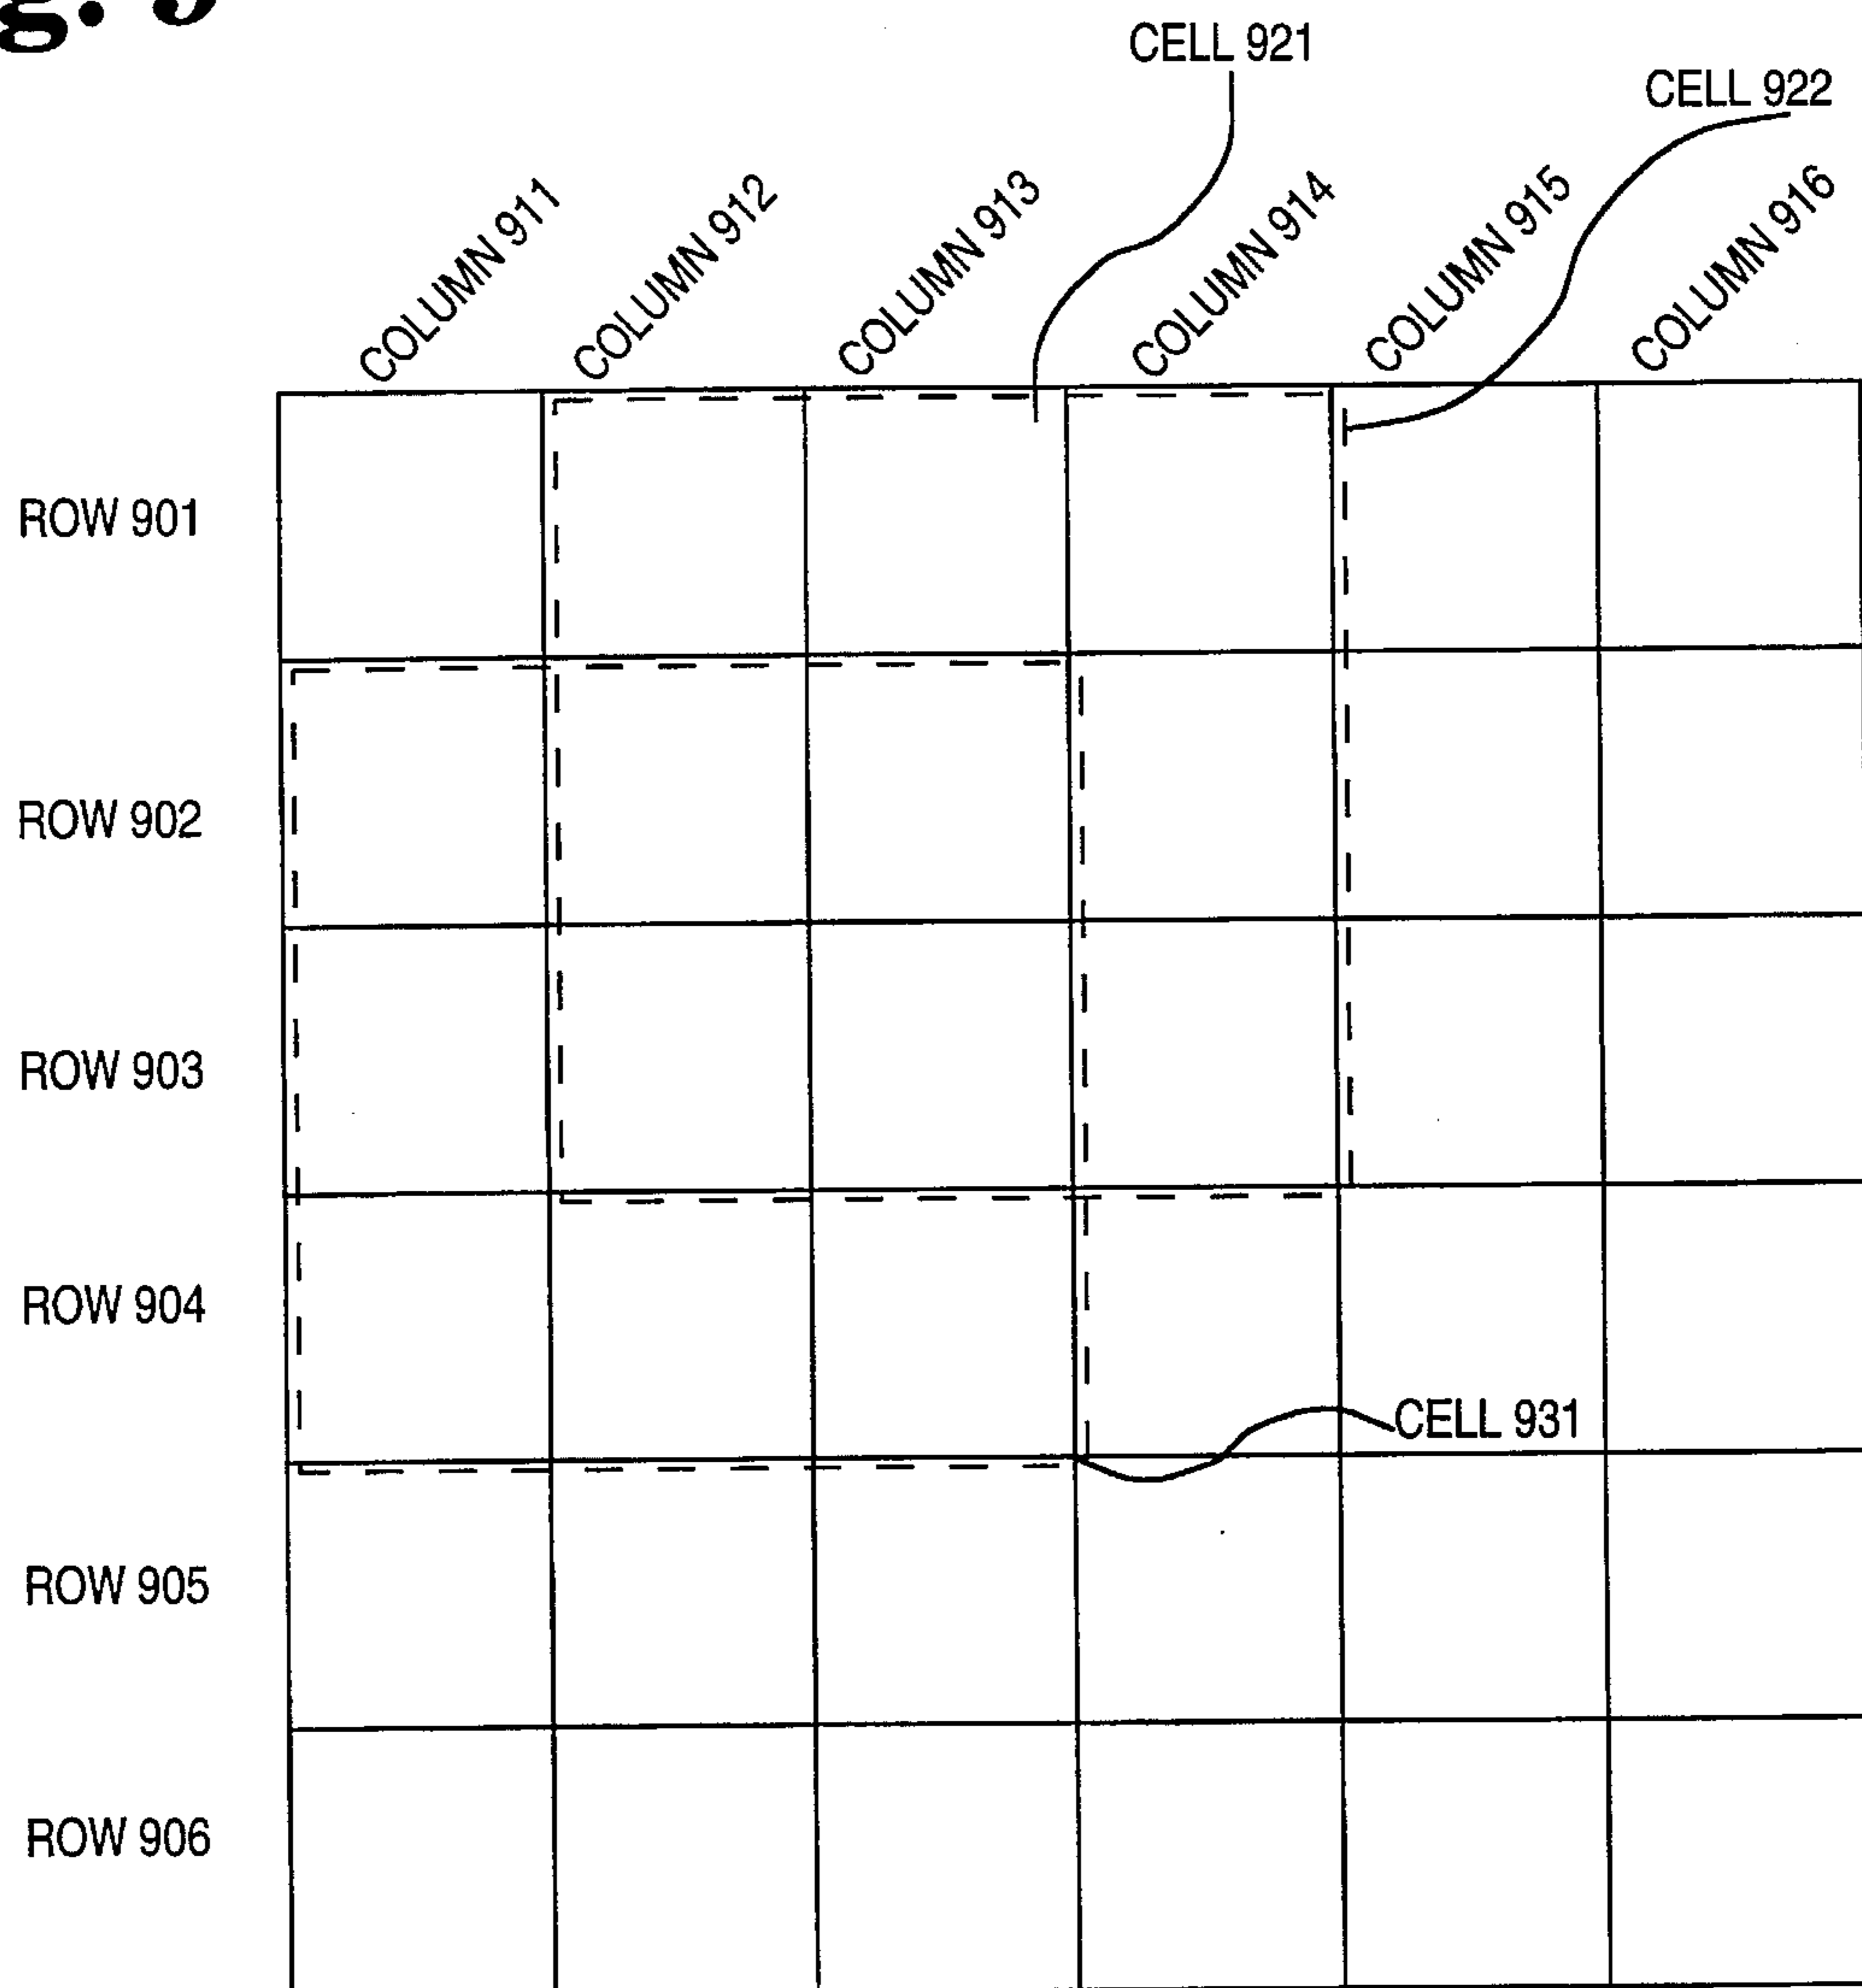 g. 9
CELL 921
CELL 922
COLUMN 911
COLUMN 912
COLUMN 913
COLUMN 914
COLUMN 915
COLUMN 916
ROW 901
ROW 902
ROW 903
ROW 904
CELL 931
ROW 905
ROW 906